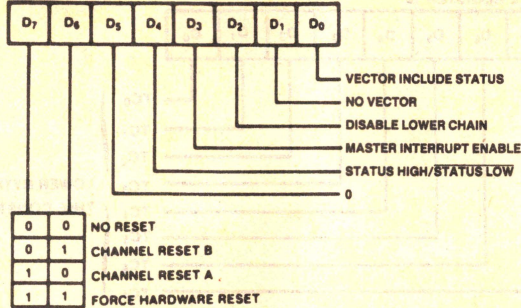 D7 D6 D5 D4 D3 D2 D1 D0
VECTOR INCLUDE STATUS
NO VECTOR
DISABLE LOWER CHAIN
MASTER INTERRUPT ENABLE
STATUS HIGH/STATUS LOW
0
0 0 NO RESET
0 1 CHANNEL RESET B
1 0 CHANNEL RESET A
1 1 FORCE HARDWARE RESET